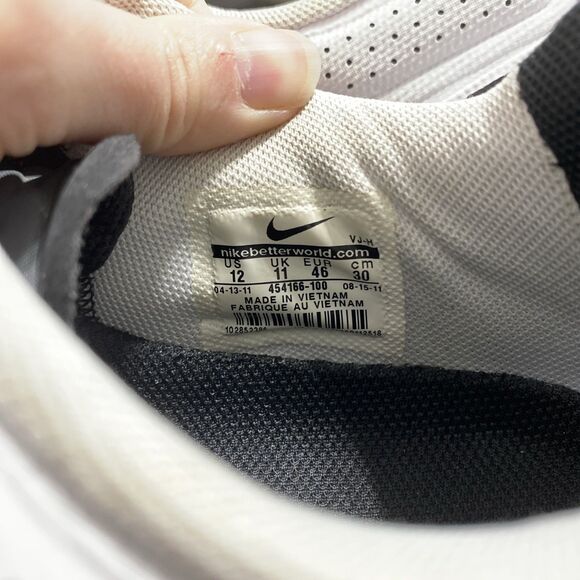 VJ-H
nikebetterworld.com
US UK EUR cm
12 11 46 30
04-13-11 454166-100 08-15-11
MADE IN VIETNAM
FABRIQUE AU VIETNAM